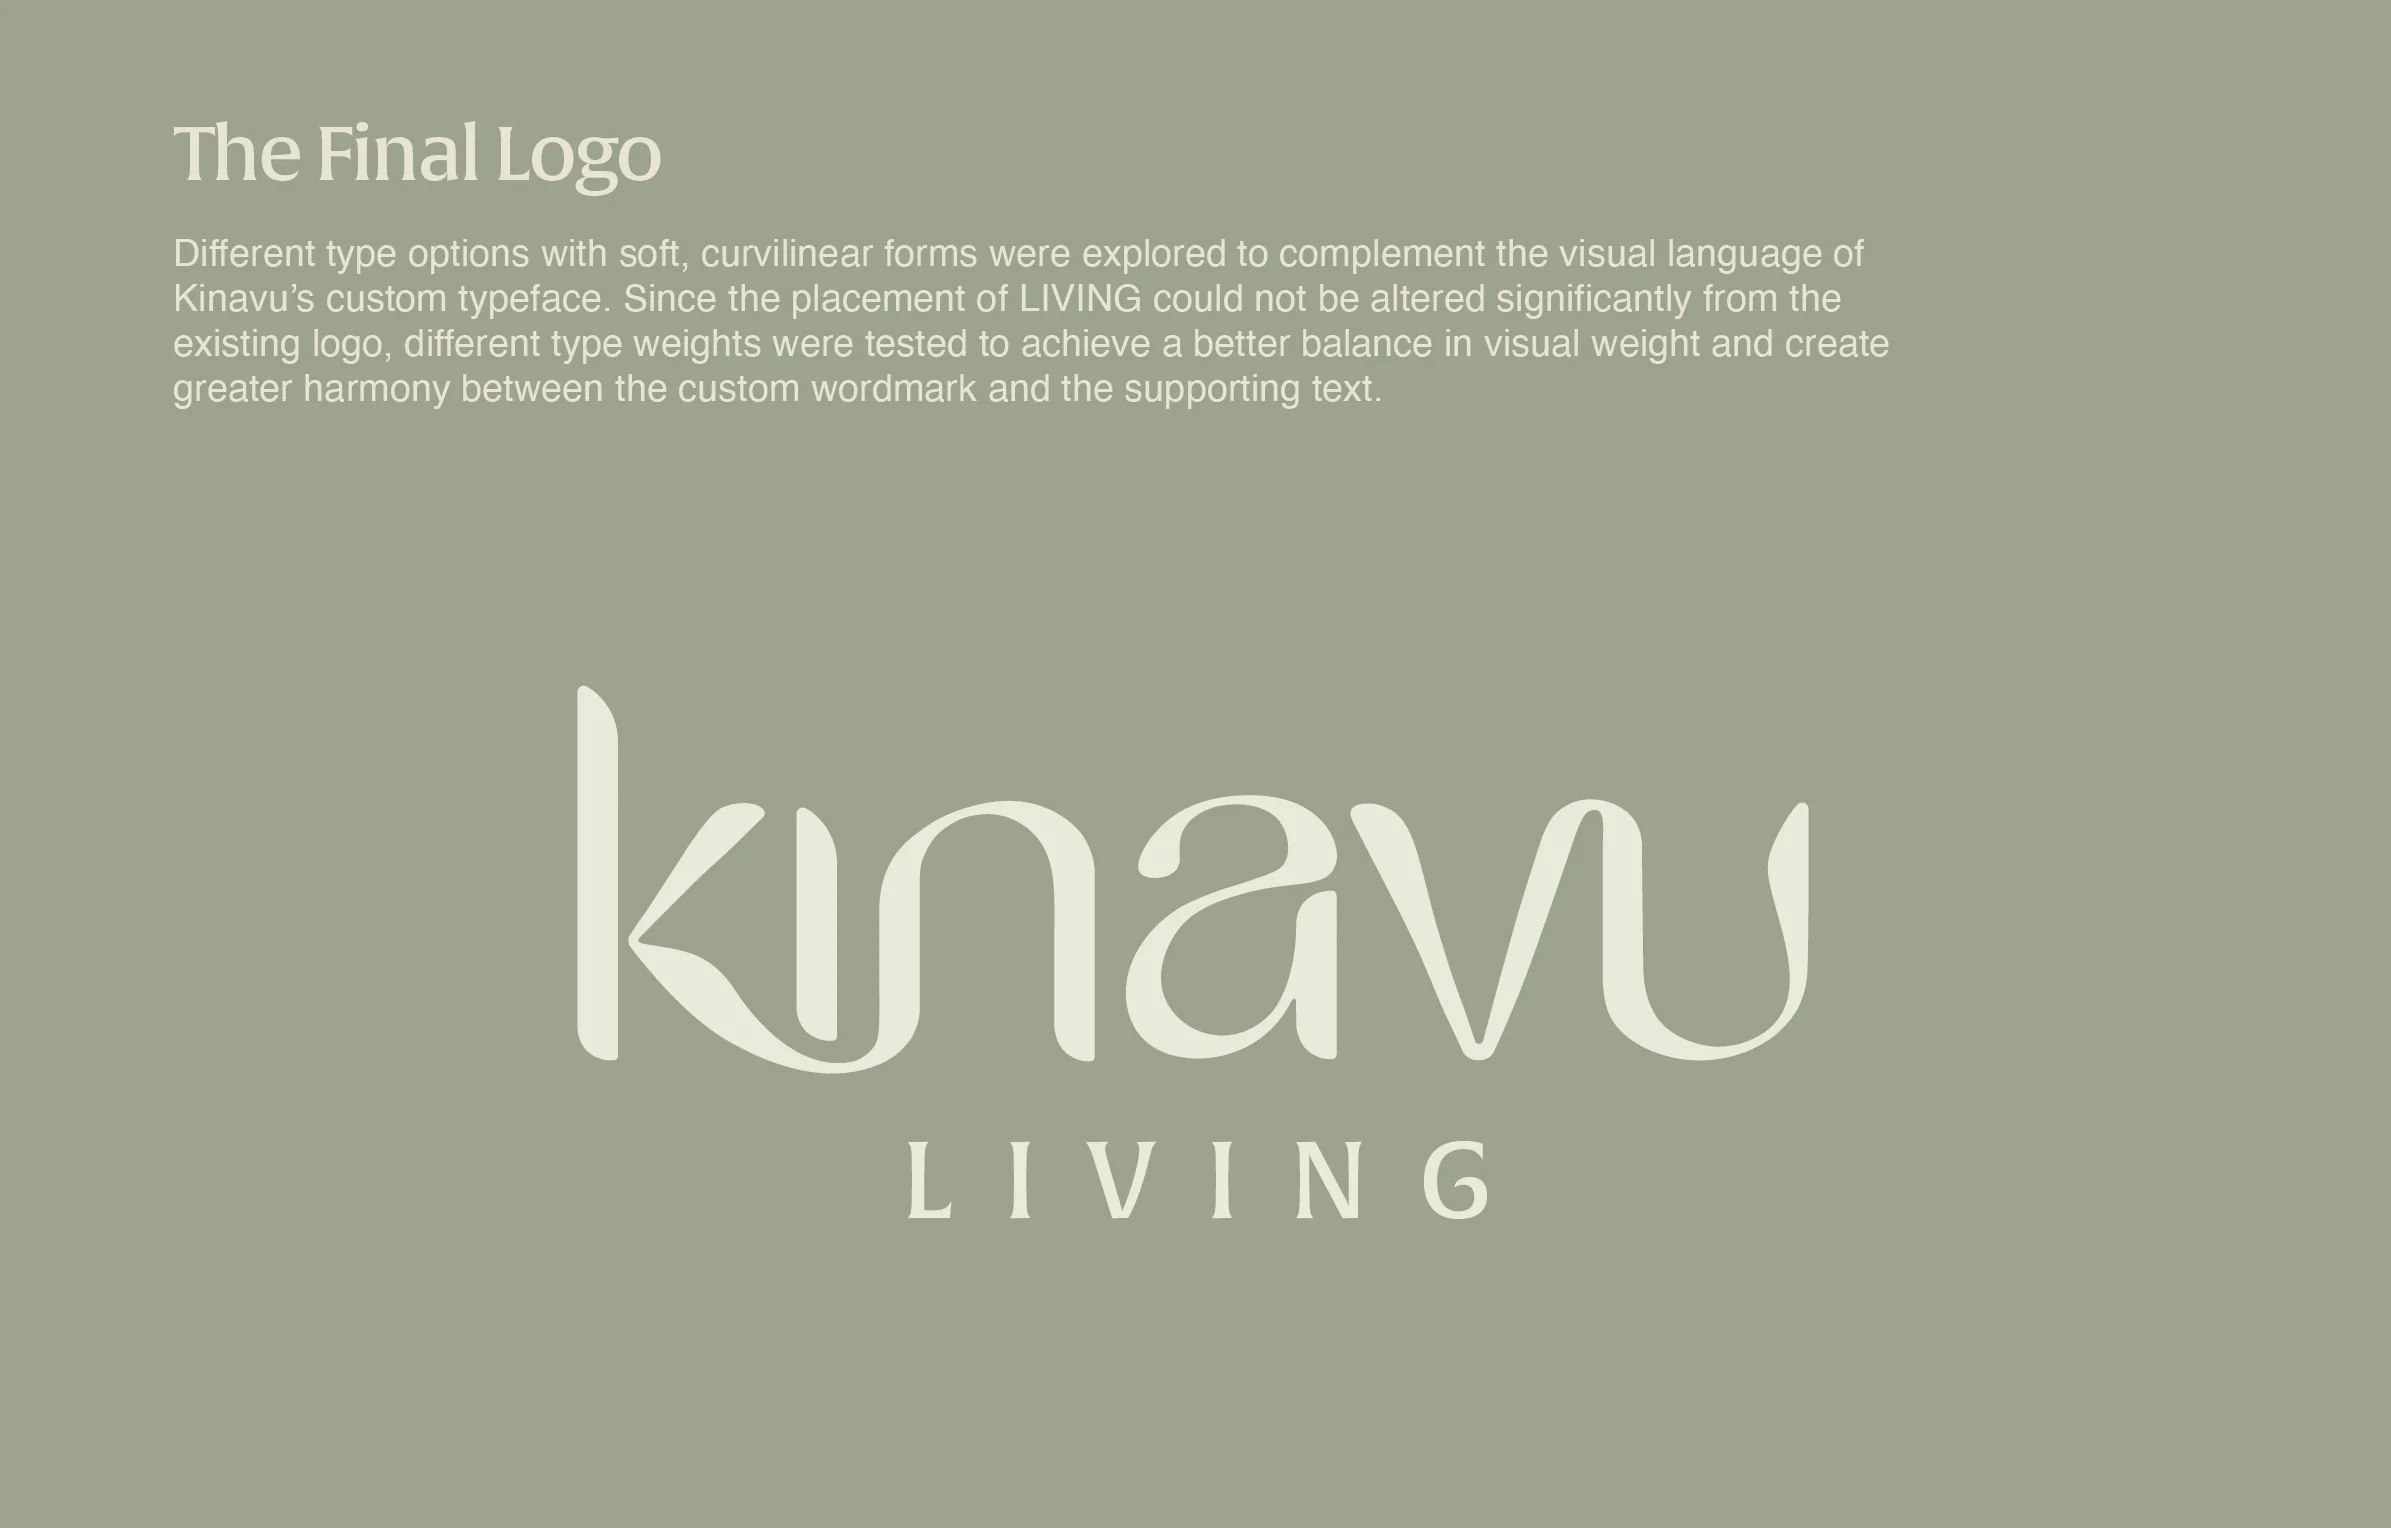 The Final Logo
Different type options with soft, curvilinear forms were explored to complement the visual language of
Kinavu’s custom typeface. Since the placement of LIVING could not be altered significantly from the
existing logo, different type weights were tested to achieve a better balance in visual weight and create
greater harmony between the custom wordmark and the supporting text.
kinavu
LIVING